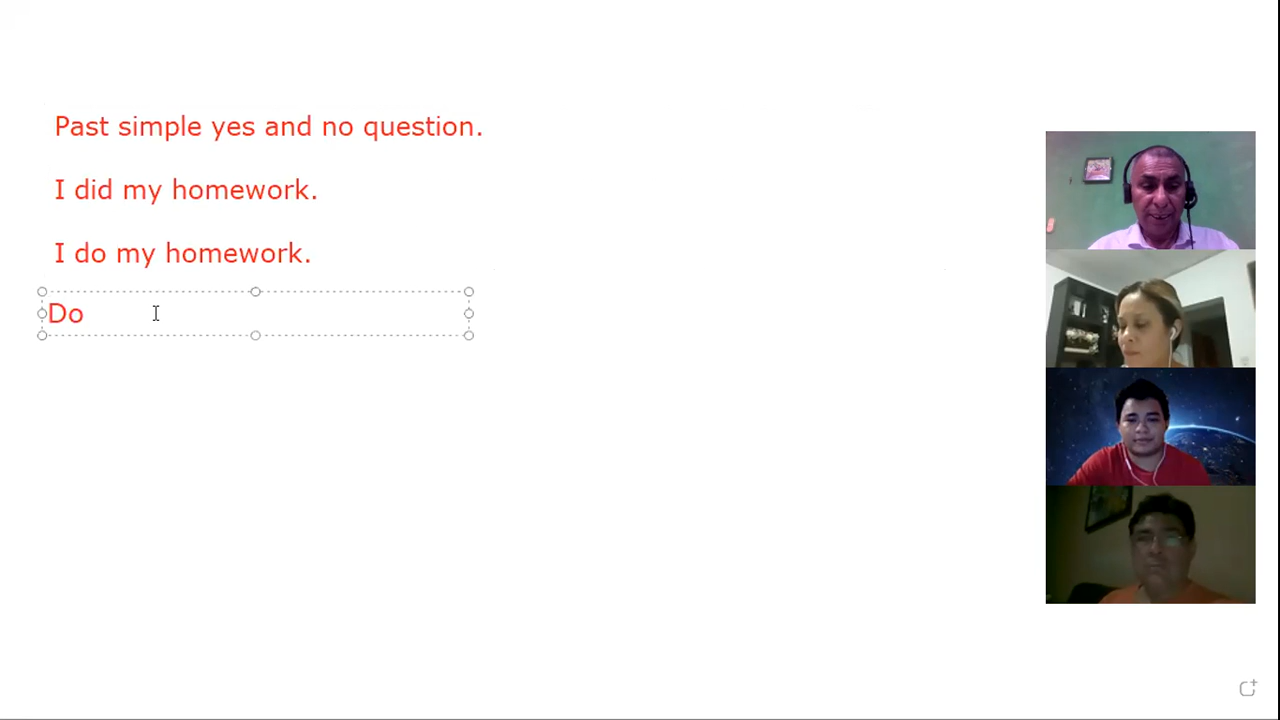 Past simple yes and no question.
I did my homework.
I do my homework.
Do